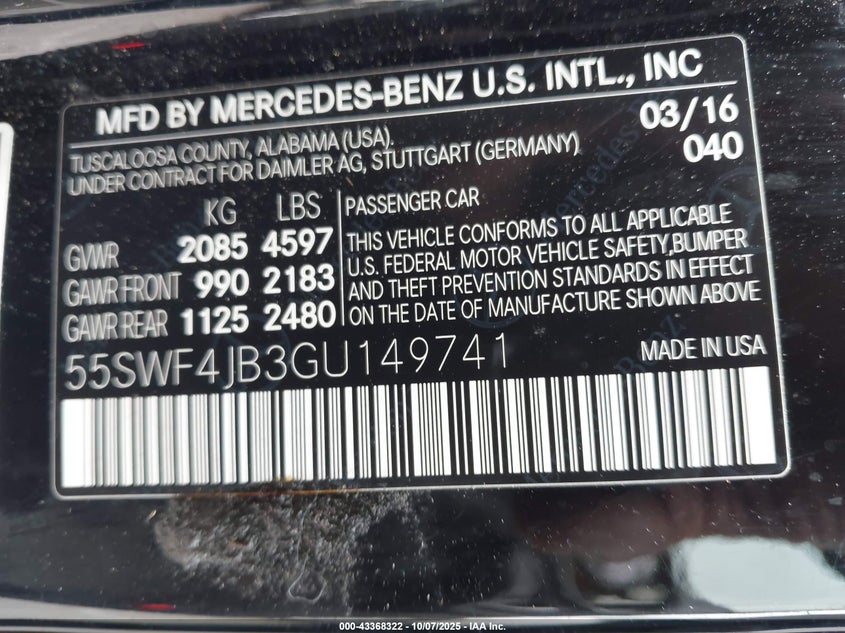 MFD BY MERCEDES-BENZ U.S. INTL., INC
TUSCALOOSA COUNTY, ALABAMA (USA).
UNDER CONTRACT FOR DAIMLER AG, STUTTGART (GERMANY)
03/16
040
KG LBS
GVWR 2085 4597
GAWR FRONT 990 2183
GAWR REAR 1125 2480
PASSENGER CAR
THIS VEHICLE CONFORMS TO ALL APPLICABLE
U.S. FEDERAL MOTOR VEHICLE SAFETY, BUMPER
AND THEFT PREVENTION STANDARDS IN EFFECT
ON THE DATE OF MANUFACTURE SHOWN ABOVE
55SWF4JB3GU149741
MADE IN USA
000-43368322 - 10/07/2025 - IAA Inc.